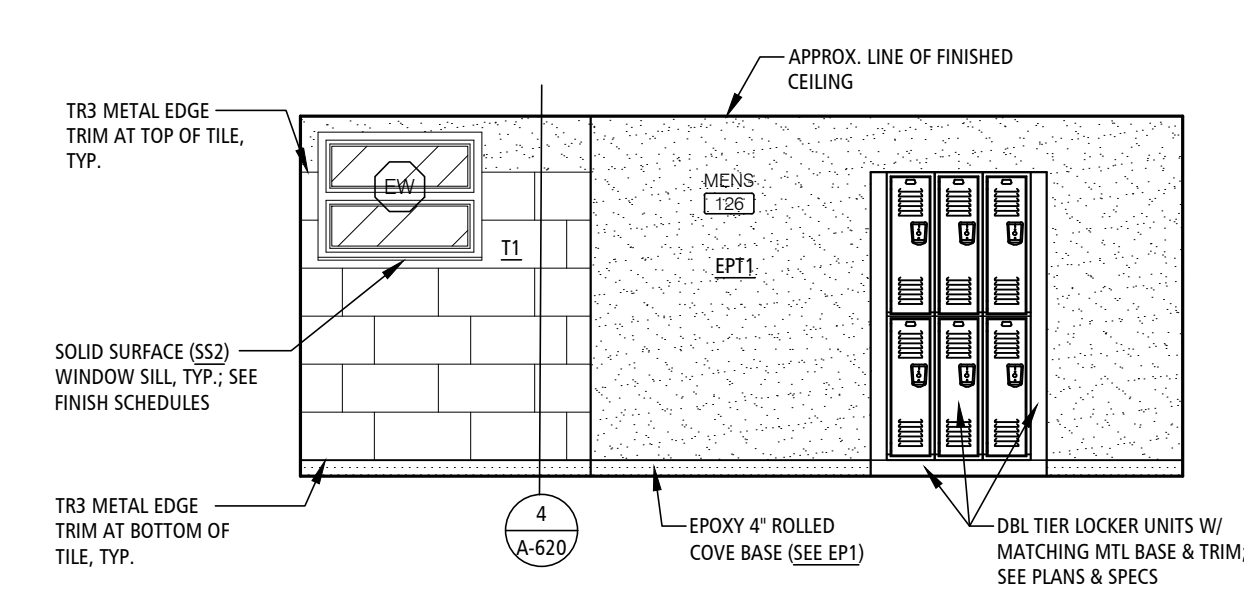 APPROX. LINE OF FINISHED
CEILING
TR3 METAL EDGE
TRIM AT TOP OF TILE,
TYP.
EW
MENS
126
T1
EPT1
SOLID SURFACE (SS2)
WINDOW SILL, TYP.; SEE
FINISH SCHEDULES
TR3 METAL EDGE
TRIM AT BOTTOM OF
TILE, TYP.
4
A-620
EPOXY 4" ROLLED
COVE BASE (SEE EP1)
DBL TIER LOCKER UNITS W/
MATCHING MTL BASE & TRIM;
SEE PLANS & SPECS